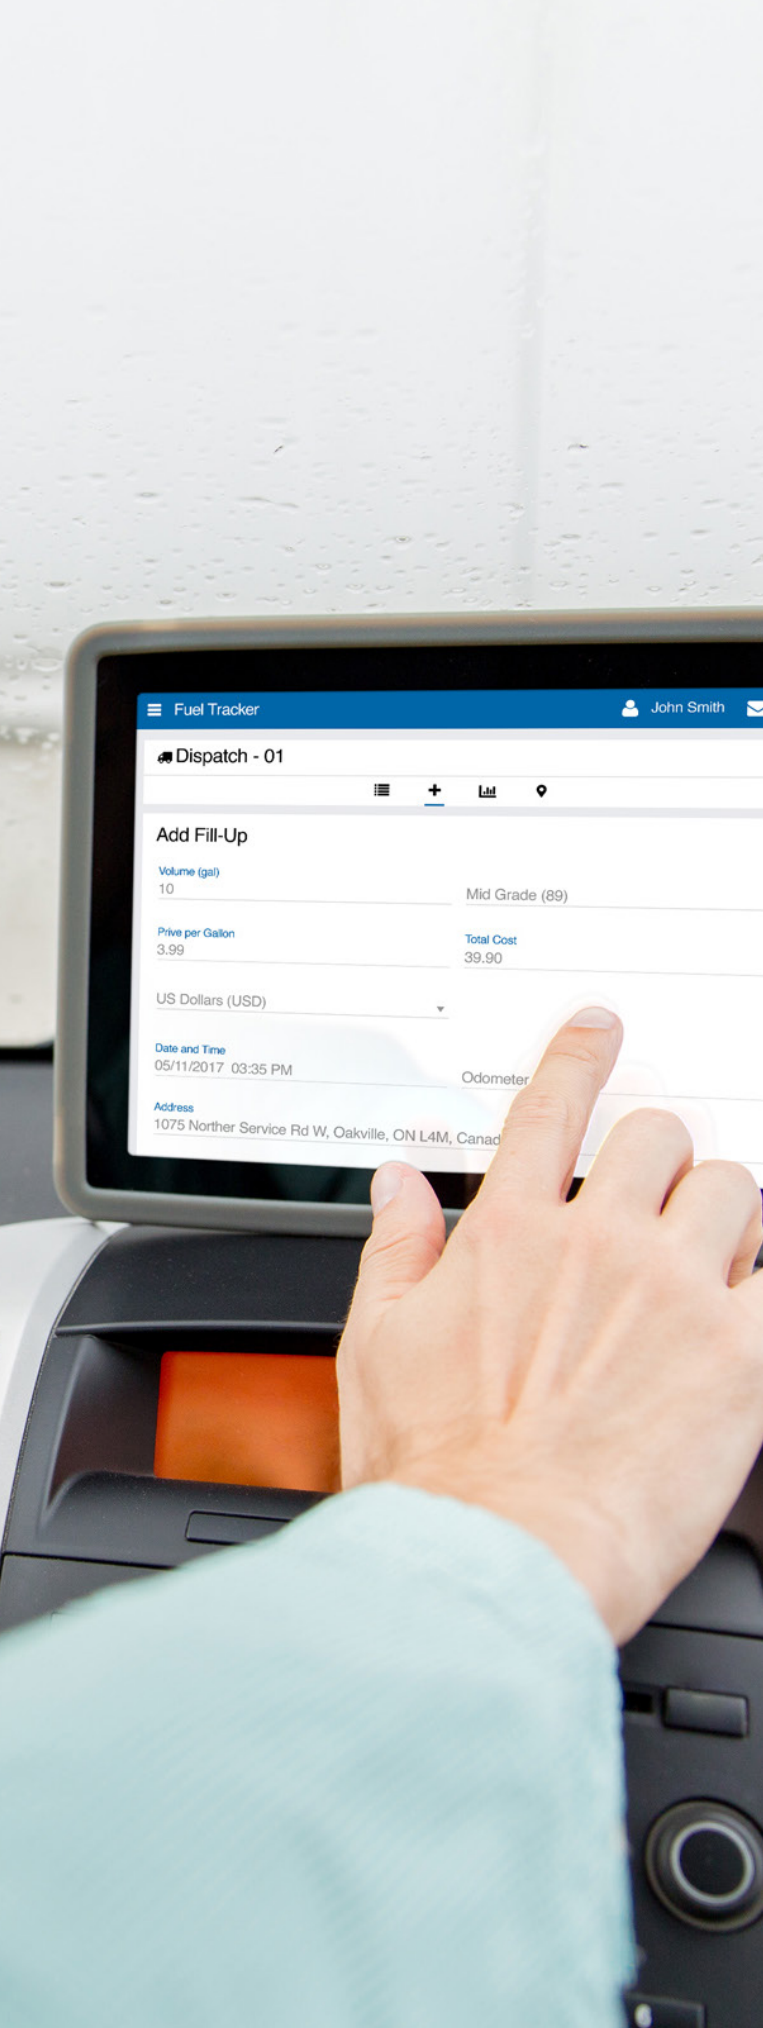 Fuel Tracker
John Smith
Dispatch - 01
Add Fill-Up
Volume (gal)
10
Mid Grade (89)
Prive per Gallon
3.99
Total Cost
39.90
US Dollars (USD)
Date and Time
05/11/2017 03:35 PM
Odometer
Address
1075 Norther Service Rd W, Oakville, ON L4M, Canad
6